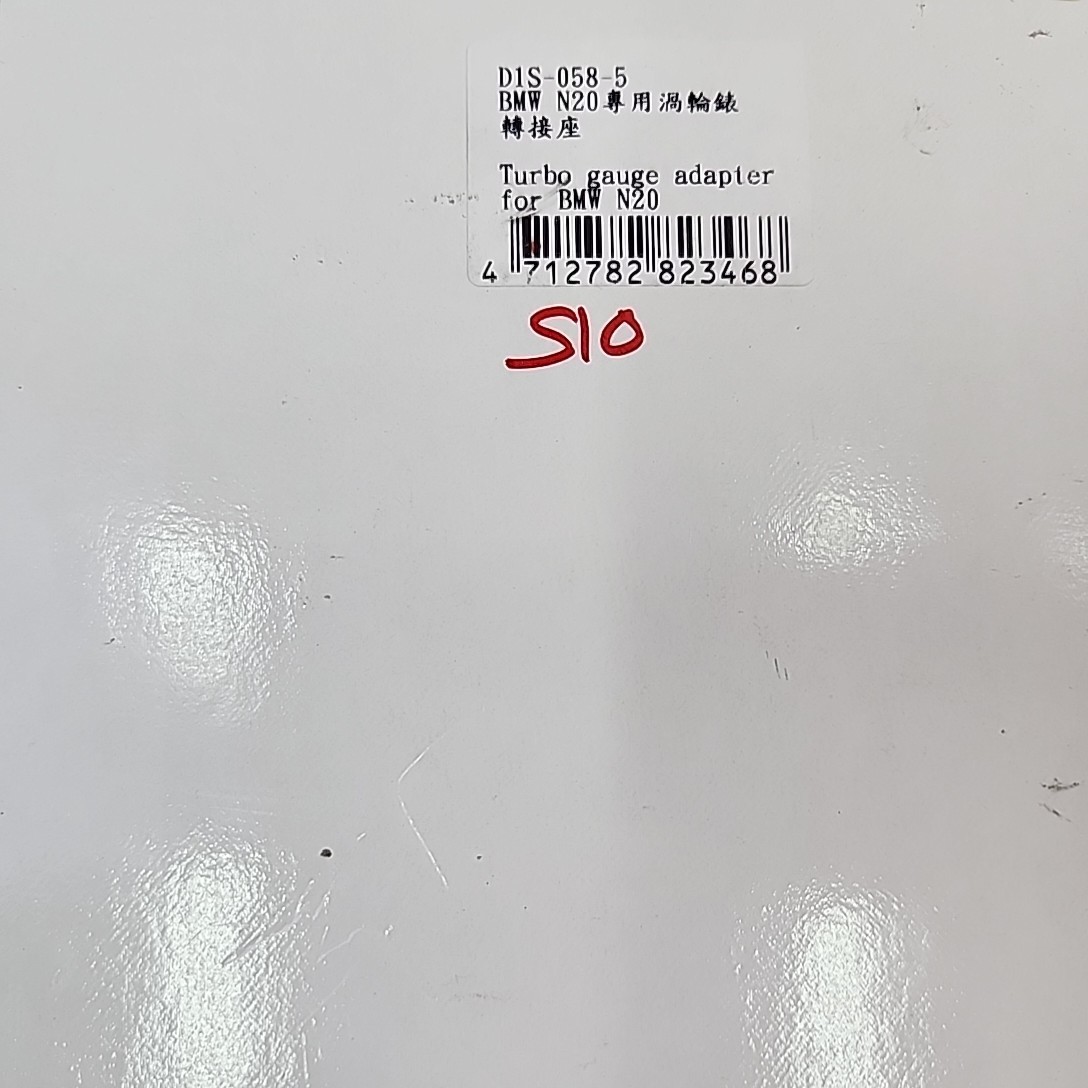 D1S-058-5
BMW N20專用渦輪錶
轉接座
Turbo gauge adapter
for BMW N20
4 712782 823468
S10